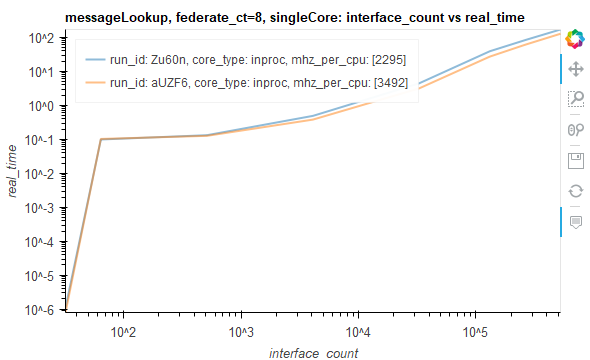 messageLookup, federate_ct=8, singleCore: interface_count vs real_time
run_id: Zu60n, core_type: inproc, mhz_per_cpu: [2295]
run_id: aUZF6, core_type: inproc, mhz_per_cpu: [3492]
10^2
10^1
10^0
10^-1
10^-2
10^-3
10^-4
10^-5
10^-6
real_time
10^2
10^3
10^4
10^5
interface_count